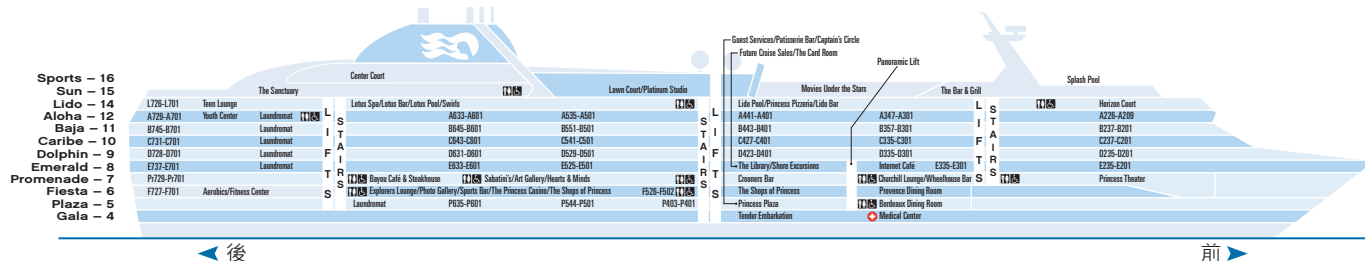 Guest Services/Patisserie Bar/Captain's Circle
Future Cruise Sales/The Card Room
Panoramic Lift
Sports – 16 Center Court Splash Pool
Sun – 15 The Sanctuary Lawn Court/Platinum Studio Movies Under the Stars The Bar & Grill
Lido – 14 L728-L701 Teen Lounge Lotus Spa/Lotus Bar/Lotus Pool/Swirls Lido Pool/Princess Pizzeria/Lido Bar Horizon Court
Aloha – 12 A729-A701 Youth Center Laundromat A633-A601 A535-A501 A441-A401 A347-A301 A226-A209
Baja – 11 B745-B701 Laundromat B645-B601 B551-B501 B443-B401 B357-B301 B237-B201
Caribe – 10 C731-C701 Laundromat C643-C601 C541-C501 C427-C401 C335-C301 C237-C201
Dolphin – 9 D728-D701 Laundromat D631-D601 D529-D501 D423-D401 D335-D301 D235-D201
Emerald – 8 E737-E701 Laundromat E633-E601 E525-E501 The Library/Shore Excursions Internet Café E335-E301 E235-E201
Promenade – 7 Pr729-Pr701 Bayou Café & Steakhouse Sabatini's/Art Gallery/Hearts & Minds Crooners Bar Churchill Lounge/Wheelhouse Bar Princess Theater
Fiesta – 6 F727-F701 Aerobics/Fitness Center Explorers Lounge/Photo Gallery/Sports Bar/The Princess Casino/The Shops of Princess F526-F502 The Shops of Princess Provence Dining Room
Plaza – 5 Laundromat P635-P601 P544-P501 P403-P401 Princess Plaza Bordeaux Dining Room
Gala – 4 Tender Embarkation Medical Center
LIFTS
STAIRS
STAIRS
LIFTS
LIFTS
STAIRS
後
前